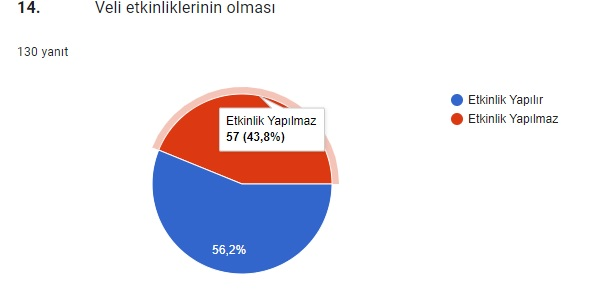 14. Veli etkinliklerinin olması
130 yanıt
Etkinlik Yapılır
Etkinlik Yapılmaz
Etkinlik Yapılmaz
57 (43,8%)
56,2%